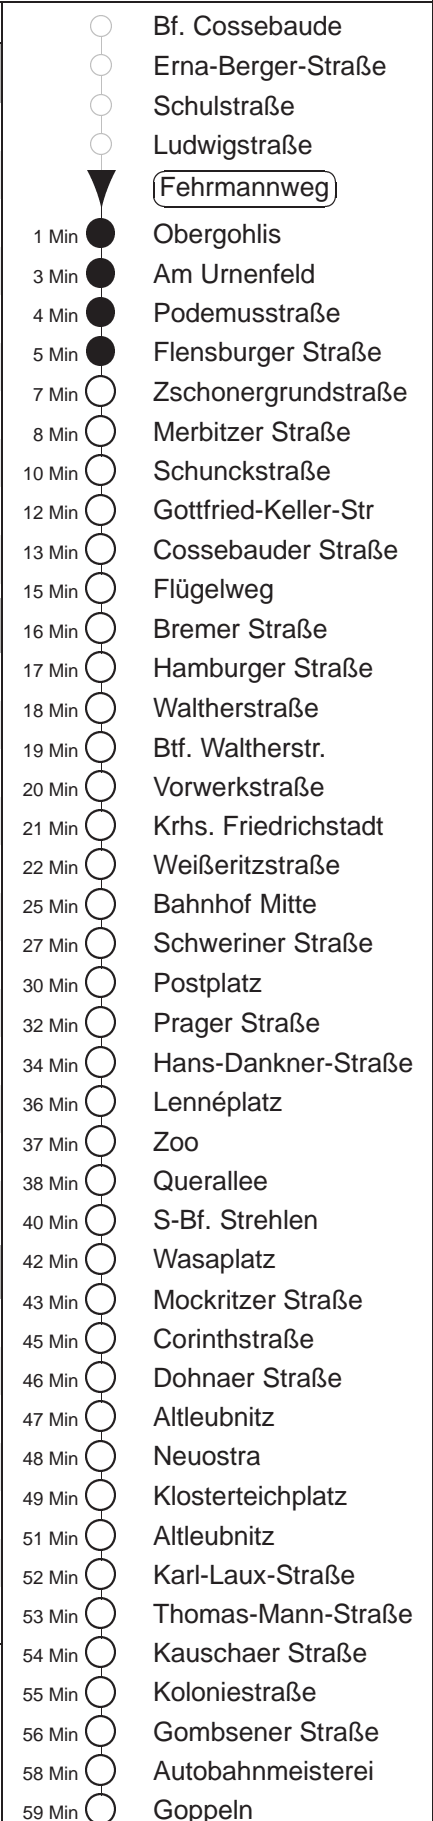 Bf. Cossebaude
Erna-Berger-Straße
Schulstraße
Ludwigstraße
Fehrmannweg
1 Min Obergohlis
3 Min Am Urnenfeld
4 Min Podemusstraße
5 Min Flensburger Straße
7 Min Zschonergrundstraße
8 Min Merbitzer Straße
10 Min Schunckstraße
12 Min Gottfried-Keller-Str
13 Min Cossebauder Straße
15 Min Flügelweg
16 Min Bremer Straße
17 Min Hamburger Straße
18 Min Waltherstraße
19 Min Btf. Waltherstr.
20 Min Vorwerkstraße
21 Min Krhs. Friedrichstadt
22 Min Weißeritzstraße
25 Min Bahnhof Mitte
27 Min Schweriner Straße
30 Min Postplatz
32 Min Prager Straße
34 Min Hans-Dankner-Straße
36 Min Lennéplatz
37 Min Zoo
38 Min Querallee
40 Min S-Bf. Strehlen
42 Min Wasaplatz
43 Min Mockritzer Straße
45 Min Corinthstraße
46 Min Dohnaer Straße
47 Min Altleubnitz
48 Min Neuostra
49 Min Klosterteichplatz
51 Min Altleubnitz
52 Min Karl-Laux-Straße
53 Min Thomas-Mann-Straße
54 Min Kauschaer Straße
55 Min Koloniestraße
56 Min Gombsener Straße
58 Min Autobahnmeisterei
59 Min Goppeln